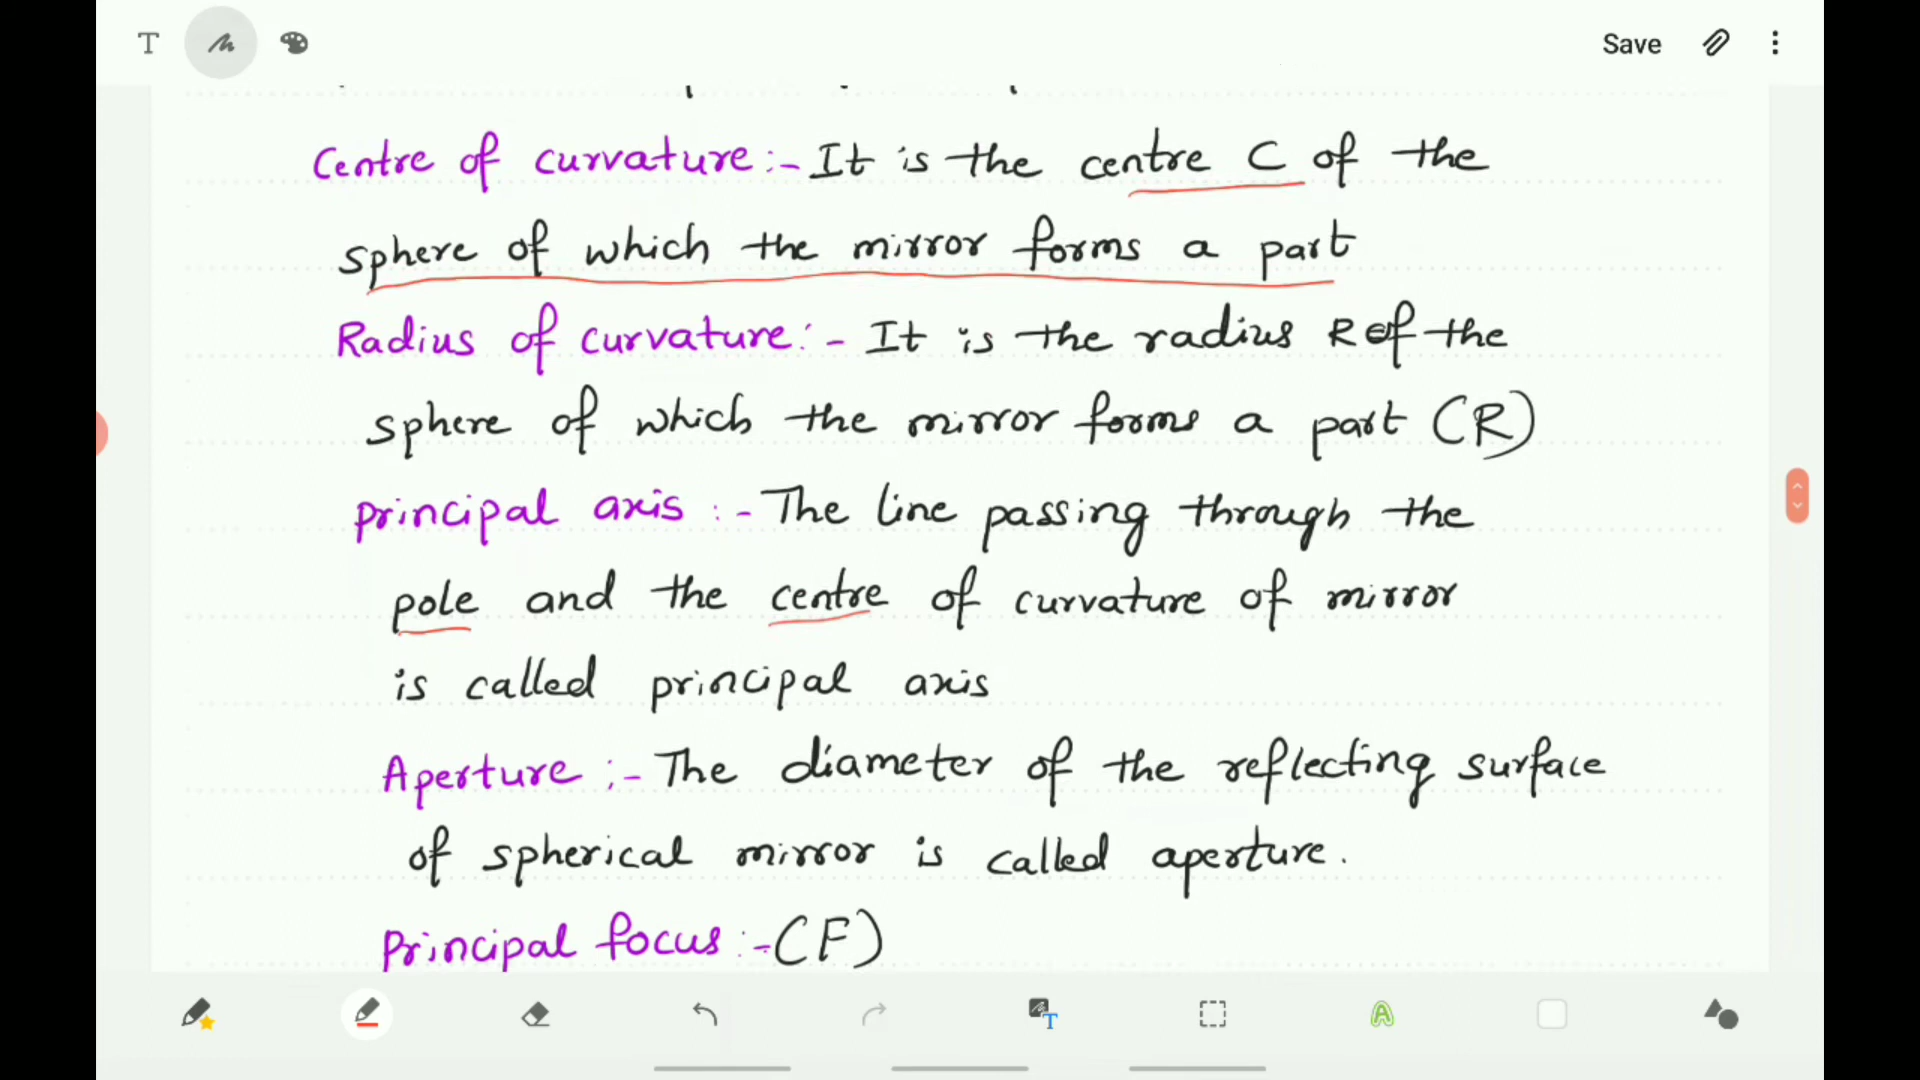 T
Save
Centre of curvature :- It is the centre C of the
sphere of which the mirror forms a part
Radius of curvature :- It is the radius R of the
sphere of which the mirror forms a part (R)
principal axis :- The line passing through the
pole and the centre of curvature of mirror
is called principal axis
Aperture :- The diameter of the reflecting surface
of spherical mirror is called aperture.
Principal focus :- (F)
T
A